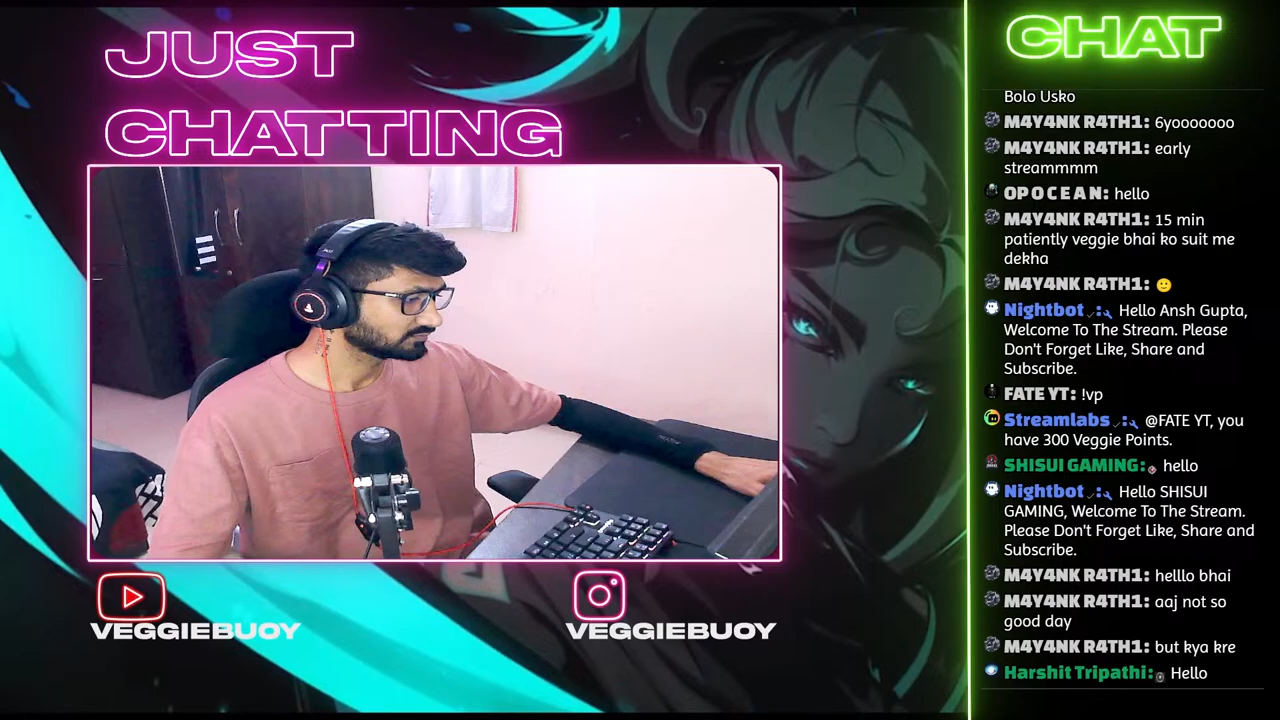 JUST
CHATTING
VEGGIEBUOY
VEGGIEBUOY
CHAT
Bolo Usko
M4Y4NK R4TH1: 6yooooooo
M4Y4NK R4TH1: early
streammmm
OP O C E A N: hello
M4Y4NK R4TH1: 15 min
patiently veggie bhai ko suit me
dekha
M4Y4NK R4TH1: 🙂
Nightbot: Hello Ansh Gupta,
Welcome To The Stream. Please
Don't Forget Like, Share and
Subscribe.
FATE YT: !vp
Streamlabs: @FATE YT, you
have 300 Veggie Points.
SHISUI GAMING: hello
Nightbot: Hello SHISUI
GAMING, Welcome To The Stream.
Please Don't Forget Like, Share and
Subscribe.
M4Y4NK R4TH1: helllo bhai
M4Y4NK R4TH1: aaj not so
good day
M4Y4NK R4TH1: but kya kre
Harshit Tripathi: Hello